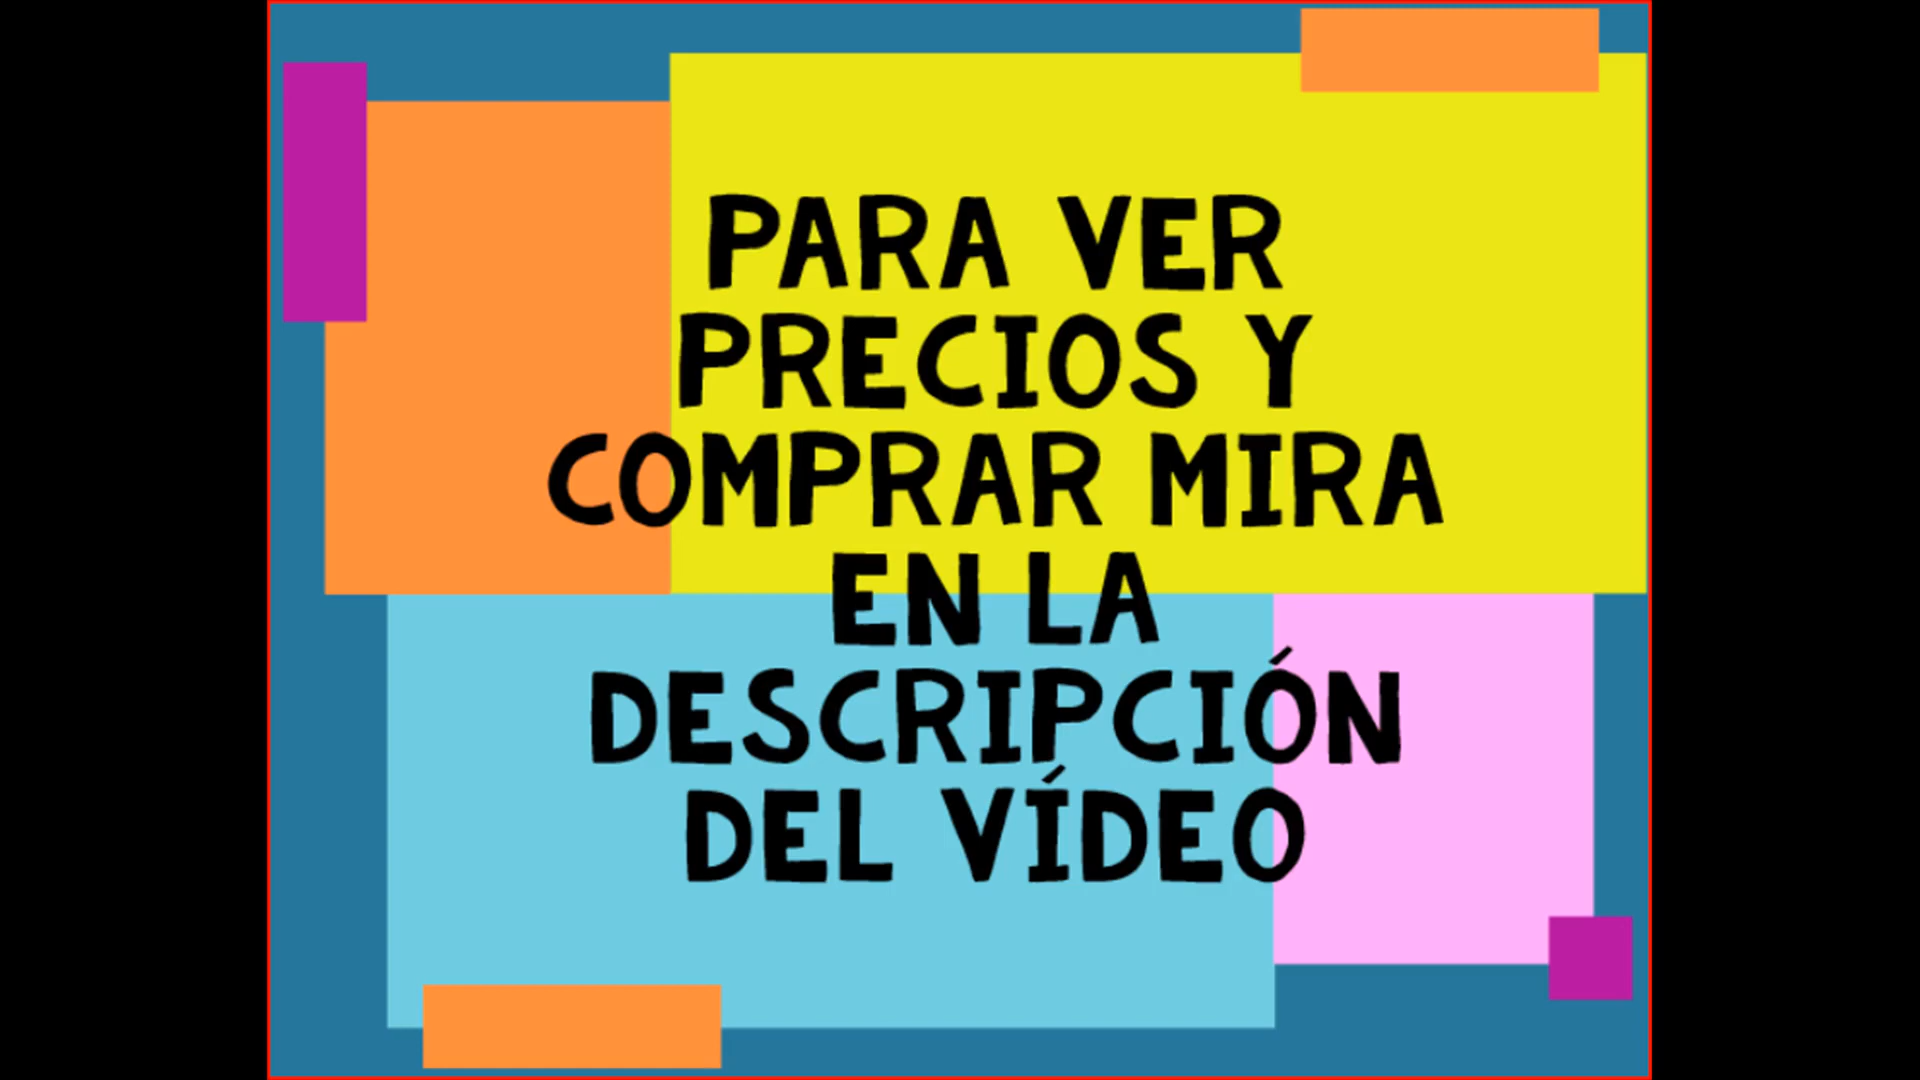 PARA VER
PRECIOS Y
COMPRAR MIRA
EN LA
DESCRIPCIÓN
DEL VÍDEO